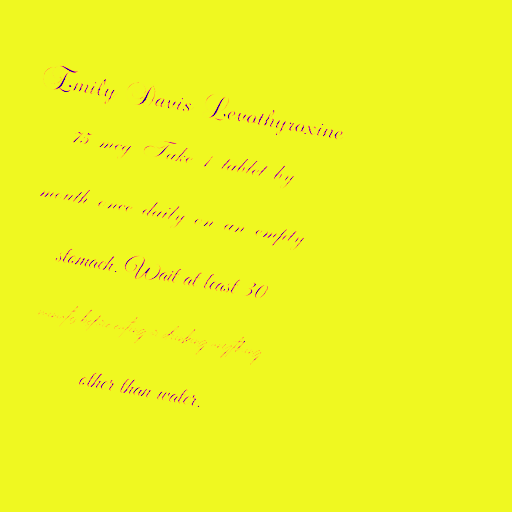 Emily Davis Levothyroxine
75 mcg Take 1 tablet by
mouth once daily on an empty
stomach. Wait at least 30
minutes before eating or drinking anything
other than water.